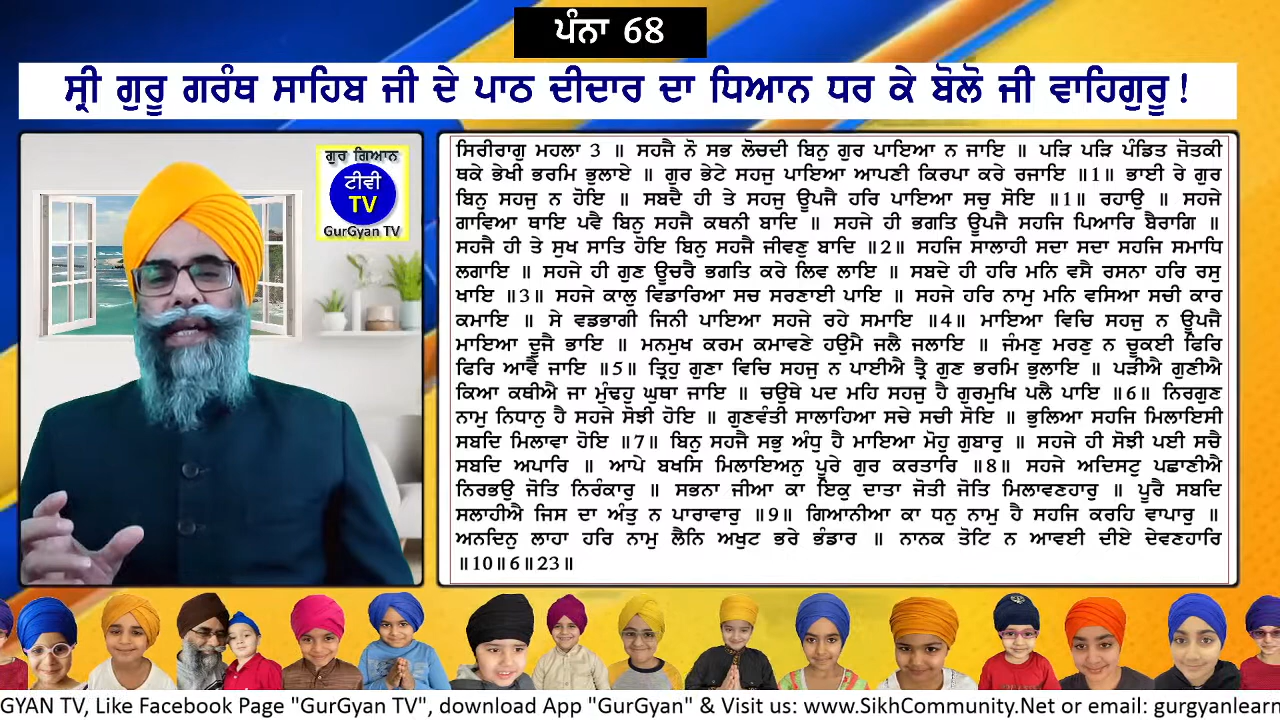 ਪੰਨਾ 68
ਸ੍ਰੀ ਗੁਰੂ ਗਰੰਥ ਸਾਹਿਬ ਜੀ ਦੇ ਪਾਠ ਦੀਦਾਰ ਦਾ ਧਿਆਨ ਧਰ ਕੇ ਬੋਲੋ ਜੀ ਵਾਹਿਗੁਰੂ!
ਗੁਰ ਗਿਆਨ
ਟੀਵੀ
TV
GurGyan TV
ਸਿਰੀਰਾਗੁ ਮਹਲਾ 3 ॥ ਸਹਜੈ ਨੋ ਸਭ ਲੋਚਦੀ ਬਿਨੁ ਗੁਰ ਪਾਇਆ ਨ ਜਾਇ ॥ ਪੜਿ ਪੜਿ ਪੰਡਿਤ ਜੋਤਕੀ
ਥਕੇ ਭੇਖੀ ਭਰਮਿ ਭੁਲਾਏ ॥ ਗੁਰ ਭੇਟੇ ਸਹਜੁ ਪਾਇਆ ਆਪਣੀ ਕਿਰਪਾ ਕਰੇ ਰਜਾਇ ॥1॥ ਭਾਈ ਰੇ ਗੁਰ
ਬਿਨੁ ਸਹਜੁ ਨ ਹੋਇ ॥ ਸਬਦੈ ਹੀ ਤੇ ਸਹਜੁ ਊਪਜੈ ਹਰਿ ਪਾਇਆ ਸਚੁ ਸੋਇ ॥1॥ ਰਹਾਉ ॥ ਸਹਜੇ
ਗਾਵਿਆ ਥਾਇ ਪਵੈ ਬਿਨੁ ਸਹਜੈ ਕਥਨੀ ਬਾਦਿ ॥ ਸਹਜੇ ਹੀ ਭਗਤਿ ਊਪਜੈ ਸਹਜਿ ਪਿਆਰਿ ਬੈਰਾਗਿ ॥
ਸਹਜੈ ਹੀ ਤੇ ਸੁਖ ਸਾਤਿ ਹੋਇ ਬਿਨੁ ਸਹਜੈ ਜੀਵਣੁ ਬਾਦਿ ॥2॥ ਸਹਜਿ ਸਾਲਾਹੀ ਸਦਾ ਸਦਾ ਸਹਜਿ ਸਮਾਧਿ
ਲਗਾਇ ॥ ਸਹਜੇ ਹੀ ਗੁਣ ਊਚਰੈ ਭਗਤਿ ਕਰੇ ਲਿਵ ਲਾਇ ॥ ਸਬਦੇ ਹੀ ਹਰਿ ਮਨਿ ਵਸੈ ਰਸਨਾ ਹਰਿ ਰਸੁ
ਖਾਇ ॥3॥ ਸਹਜੇ ਕਾਲੁ ਵਿਡਾਰਿਆ ਸਚ ਸਰਣਾਈ ਪਾਇ ॥ ਸਹਜੇ ਹਰਿ ਨਾਮੁ ਮਨਿ ਵਸਿਆ ਸਚੀ ਕਾਰ
ਕਮਾਇ ॥ ਸੇ ਵਡਭਾਗੀ ਜਿਨੀ ਪਾਇਆ ਸਹਜੇ ਰਹੇ ਸਮਾਇ ॥4॥ ਮਾਇਆ ਵਿਚਿ ਸਹਜੁ ਨ ਊਪਜੈ
ਮਾਇਆ ਦੂਜੈ ਭਾਇ ॥ ਮਨਮੁਖ ਕਰਮ ਕਮਾਵਣੇ ਹਉਮੈ ਜਲੈ ਜਲਾਇ ॥ ਜੰਮਣੁ ਮਰਣੁ ਨ ਚੂਕਈ ਫਿਰਿ
ਫਿਰਿ ਆਵੈ ਜਾਇ ॥5॥ ਤ੍ਰਿਹੁ ਗੁਣਾ ਵਿਚਿ ਸਹਜੁ ਨ ਪਾਈਐ ਤ੍ਰੈ ਗੁਣ ਭਰਮਿ ਭੁਲਾਇ ॥ ਪੜੀਐ ਗੁਣੀਐ
ਕਿਆ ਕਥੀਐ ਜਾ ਮੁੰਢਹੁ ਘੁਥਾ ਜਾਇ ॥ ਚਉਥੇ ਪਦ ਮਹਿ ਸਹਜੁ ਹੈ ਗੁਰਮੁਖਿ ਪਲੈ ਪਾਇ ॥6॥ ਨਿਰਗੁਣ
ਨਾਮੁ ਨਿਧਾਨੁ ਹੈ ਸਹਜੇ ਸੋਝੀ ਹੋਇ ॥ ਗੁਣਵੰਤੀ ਸਾਲਾਹਿਆ ਸਚੇ ਸਚੀ ਸੋਇ ॥ ਭੁਲਿਆ ਸਹਜਿ ਮਿਲਾਇਸੀ
ਸਬਦਿ ਮਿਲਾਵਾ ਹੋਇ ॥7॥ ਬਿਨੁ ਸਹਜੈ ਸਭੁ ਅੰਧੁ ਹੈ ਮਾਇਆ ਮੋਹੁ ਗੁਬਾਰੁ ॥ ਸਹਜੇ ਹੀ ਸੋਝੀ ਪਈ ਸਚੈ
ਸਬਦਿ ਅਪਾਰਿ ॥ ਆਪੇ ਬਖਸਿ ਮਿਲਾਇਅਨੁ ਪੂਰੇ ਗੁਰ ਕਰਤਾਰਿ ॥8॥ ਸਹਜੇ ਅਦਿਸਟੁ ਪਛਾਣੀਐ
ਨਿਰਭਉ ਜੋਤਿ ਨਿਰੰਕਾਰੁ ॥ ਸਭਨਾ ਜੀਆ ਕਾ ਇਕੁ ਦਾਤਾ ਜੋਤੀ ਜੋਤਿ ਮਿਲਾਵਣਹਾਰੁ ॥ ਪੂਰੈ ਸਬਦਿ
ਸਲਾਹੀਐ ਜਿਸ ਦਾ ਅੰਤੁ ਨ ਪਾਰਾਵਾਰੁ ॥9॥ ਗਿਆਨੀਆ ਕਾ ਧਨੁ ਨਾਮੁ ਹੈ ਸਹਜਿ ਕਰਹਿ ਵਾਪਾਰੁ ॥
ਅਨਦਿਨੁ ਲਾਹਾ ਹਰਿ ਨਾਮੁ ਲੈਨਿ ਅਖੁਟ ਭਰੇ ਭੰਡਾਰ ॥ ਨਾਨਕ ਤੋਟਿ ਨ ਆਵਈ ਦੀਏ ਦੇਵਣਹਾਰਿ
॥10॥6॥23॥
GYAN TV, Like Facebook Page "GurGyan TV", download App "GurGyan" & Visit us: www.SikhCommunity.Net or email: gurgyanlearn